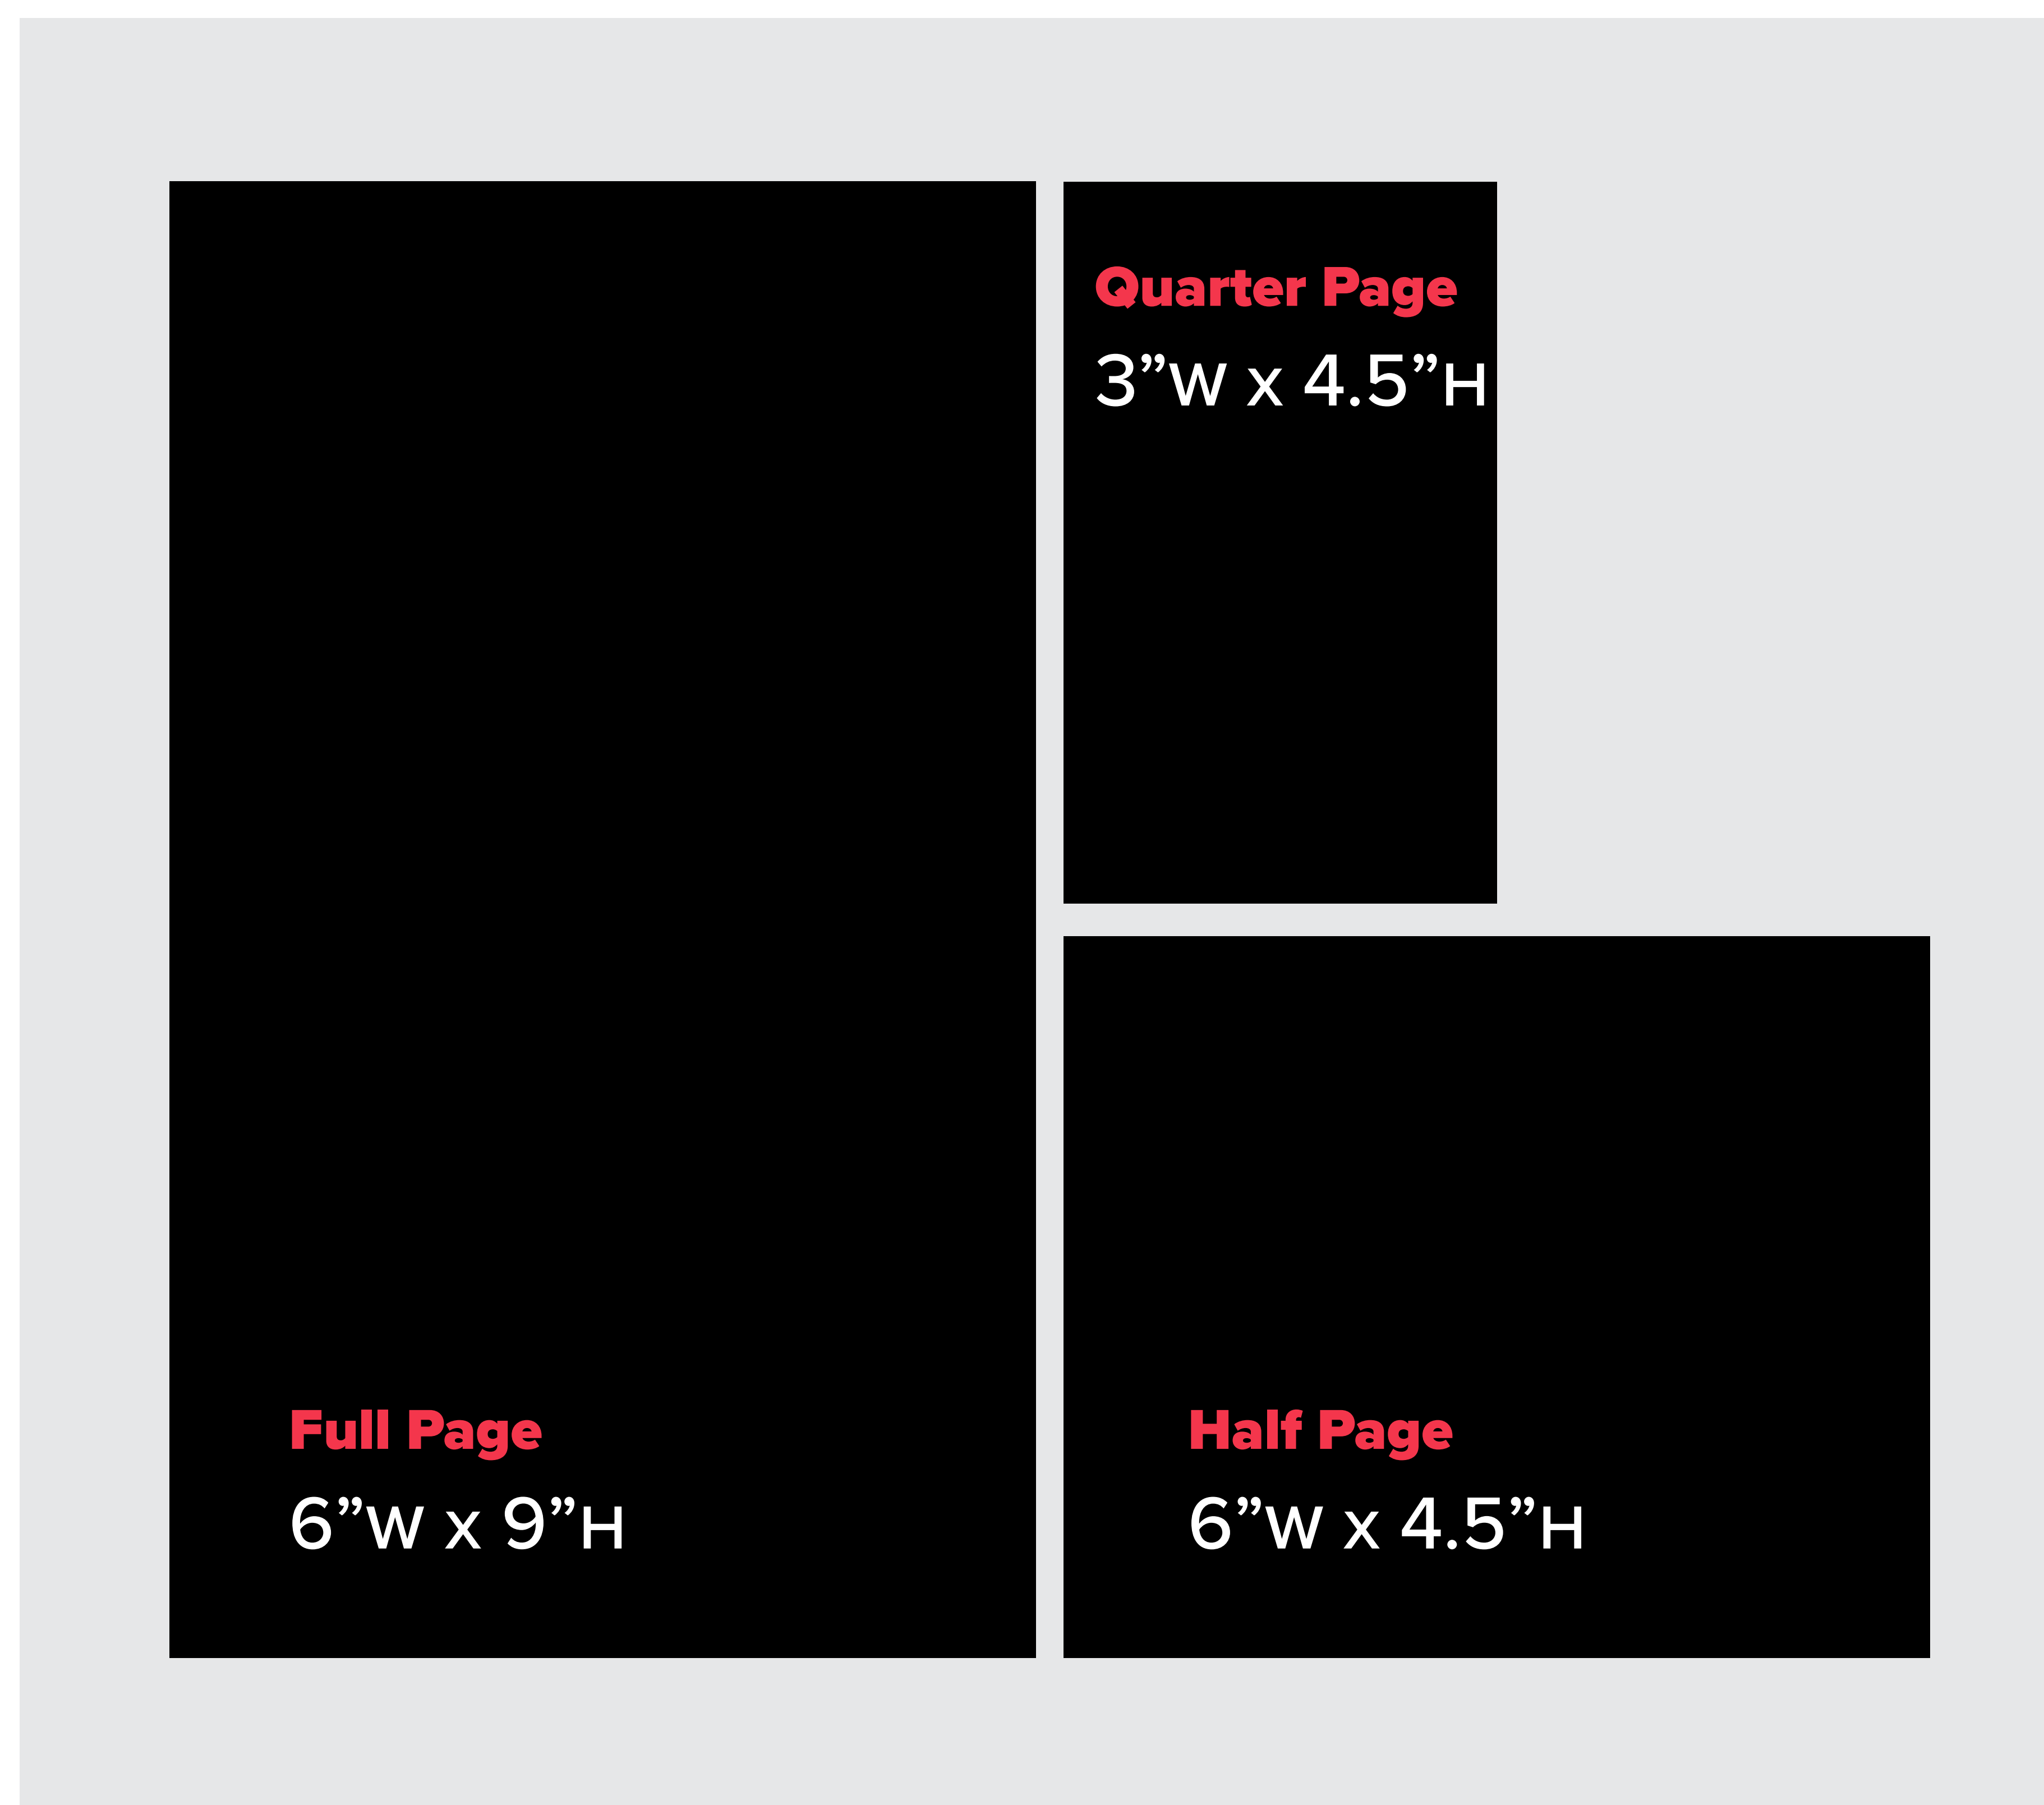 Quarter Page
3”W x 4.5”H
Full Page
6”W x 9”H
Half Page
6”W x 4.5”H